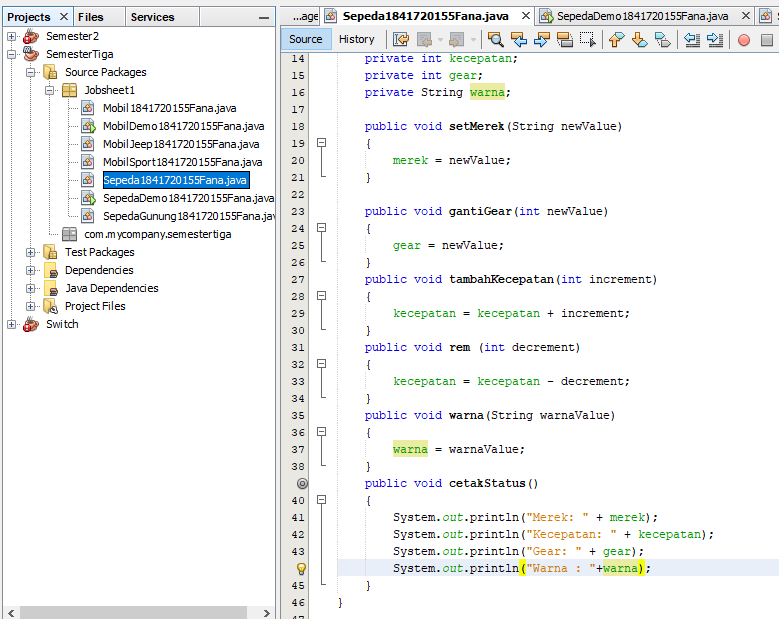 Projects
Files
Services
Semester2
SemesterTiga
Source Packages
Jobsheet1
Mobil1841720155Fana.java
MobilDemo1841720155Fana.java
MobilJeep1841720155Fana.java
MobilSport1841720155Fana.java
Sepeda1841720155Fana.java
SepedaDemo1841720155Fana.java
SepedaGunung1841720155Fana.jav
com.mycompany.semestertiga
Test Packages
Dependencies
Java Dependencies
Project Files
Switch
...age
Sepeda1841720155Fana.java
SepedaDemo1841720155Fana.java
Source
History
14 private int kecepatan;
15 private int gear;
16 private String warna;
17
18 public void setMerek(String newValue)
19 {
20 merek = newValue;
21 }
22
23 public void gantiGear(int newValue)
24 {
25 gear = newValue;
26 }
27 public void tambahKecepatan(int increment)
28 {
29 kecepatan = kecepatan + increment;
30 }
31 public void rem (int decrement)
32 {
33 kecepatan = kecepatan - decrement;
34 }
35 public void warna(String warnaValue)
36 {
37 warna = warnaValue;
38 }
public void cetakStatus()
40 {
41 System.out.println("Merek: " + merek);
42 System.out.println("Kecepatan: " + kecepatan);
43 System.out.println("Gear: " + gear);
System.out.println("Warna : "+warna);
45 }
46 }